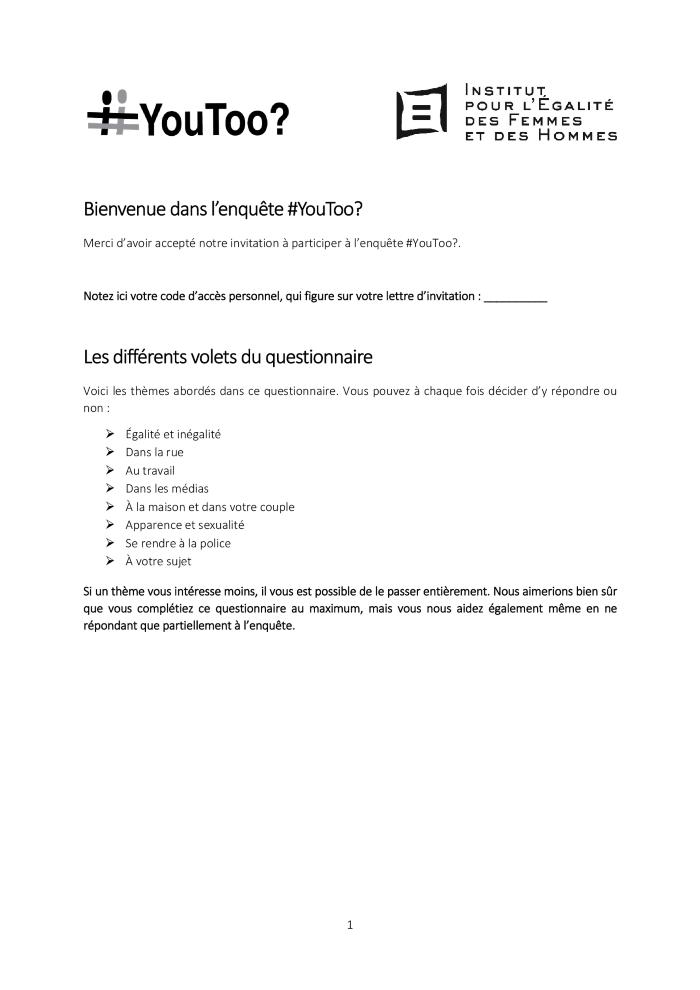 #YouToo?
INSTITUT
POUR L'ÉGALITÉ
DES FEMMES
ET DES HOMMES
Bienvenue dans l'enquête #YouToo?
Merci d'avoir accepté notre invitation à participer à l'enquête #YouToo?.
Notez ici votre code d'accès personnel, qui figure sur votre lettre d'invitation : __________
Les différents volets du questionnaire
Voici les thèmes abordés dans ce questionnaire. Vous pouvez à chaque fois décider d'y répondre ou
non :
➢ Égalité et inégalité
➢ Dans la rue
➢ Au travail
➢ Dans les médias
➢ À la maison et dans votre couple
➢ Apparence et sexualité
➢ Se rendre à la police
➢ À votre sujet
Si un thème vous intéresse moins, il vous est possible de le passer entièrement. Nous aimerions bien sûr
que vous complétiez ce questionnaire au maximum, mais vous nous aidez également même en ne
répondant que partiellement à l'enquête.
1